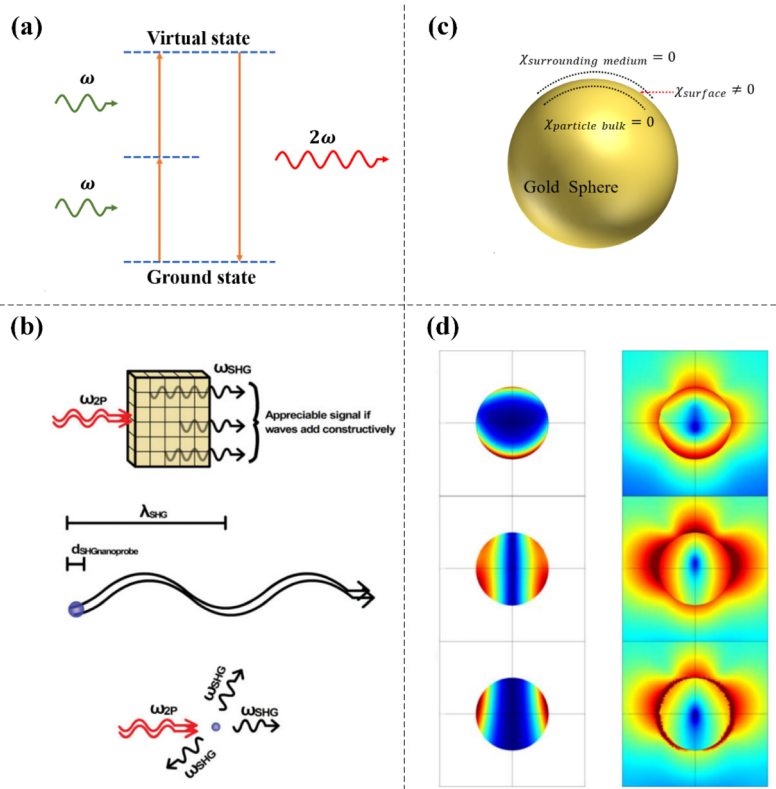 (a)
Virtual state
ω
2ω
ω
Ground state
(c)
χsurrounding medium = 0
χsurface ≠ 0
χparticle bulk = 0
Gold Sphere
(b)
ωSHG
ω2P
Appreciable signal if
waves add constructively
λSHG
dSHGnanoprobe
ωSHG
ω2P
ωSHG
ωSHG
(d)